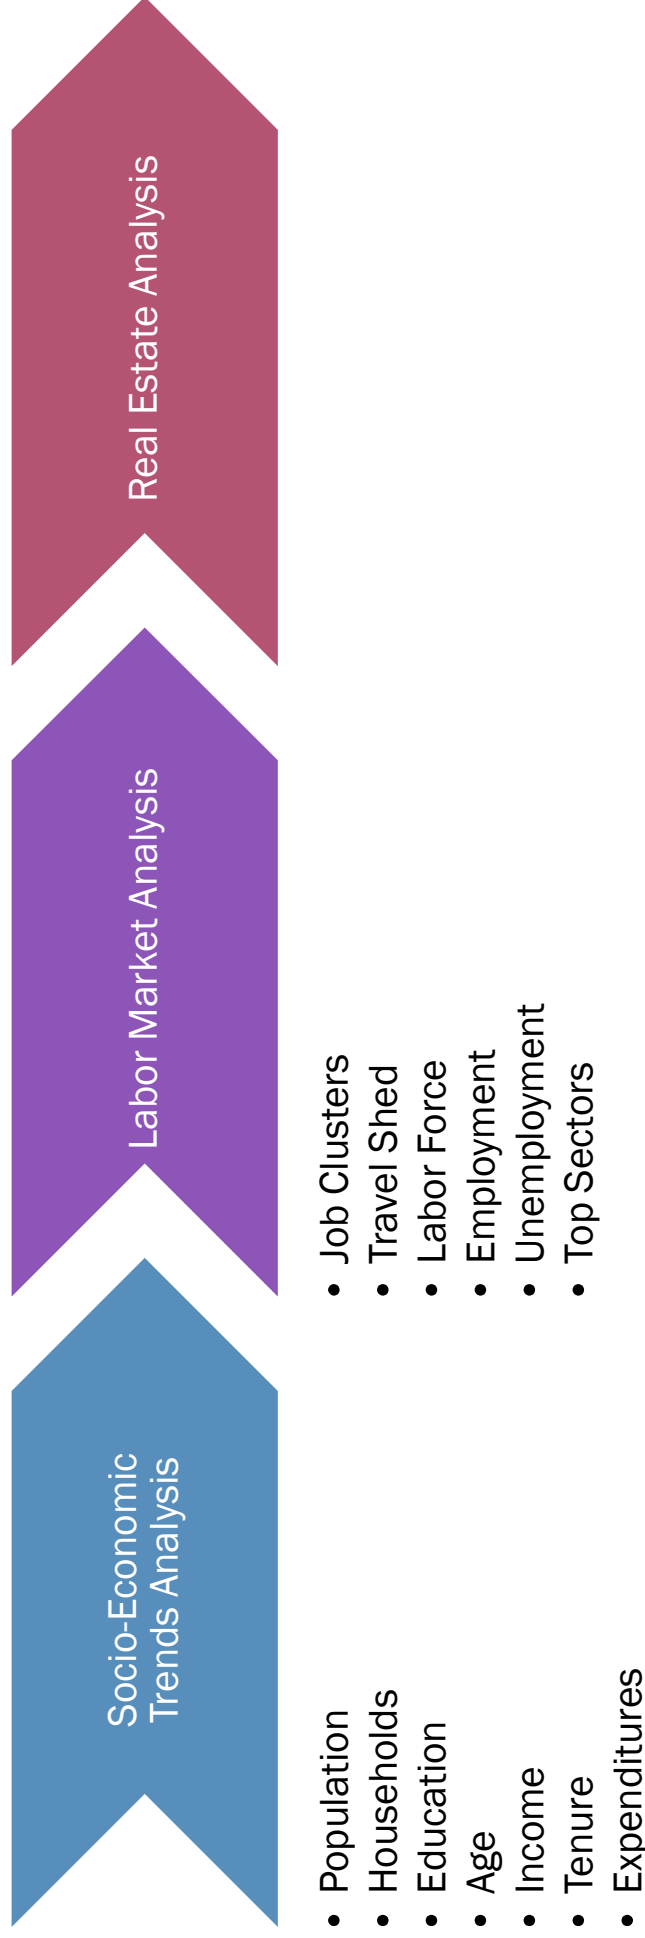 Socio-Economic
Trends Analysis
• Population
• Households
• Education
• Age
• Income
• Tenure
• Expenditures
Labor Market Analysis
• Job Clusters
• Travel Shed
• Labor Force
• Employment
• Unemployment
• Top Sectors
Real Estate Analysis